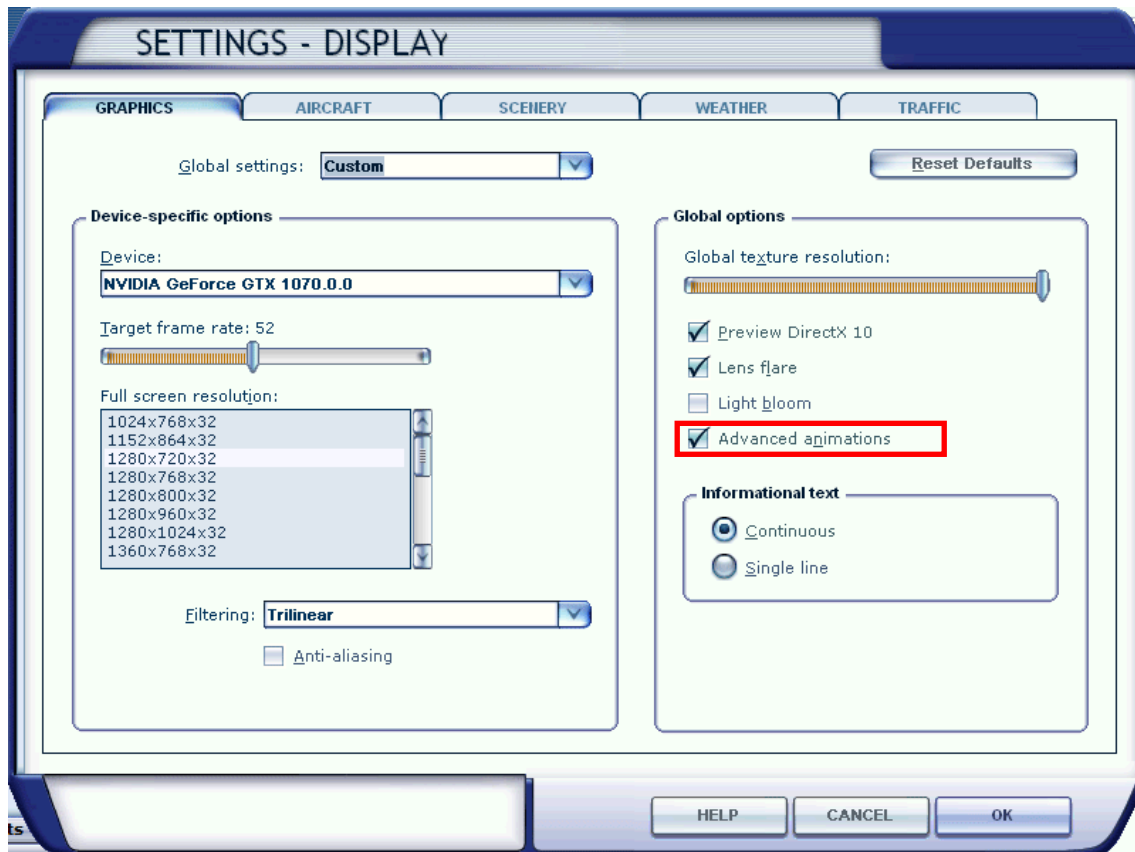 SETTINGS - DISPLAY
GRAPHICS
AIRCRAFT
SCENERY
WEATHER
TRAFFIC
Global settings: Custom
Reset Defaults
Device-specific options
Device:
NVIDIA GeForce GTX 1070.0.0
Target frame rate: 52
Full screen resolution:
1024x768x32
1152x864x32
1280x720x32
1280x768x32
1280x800x32
1280x960x32
1280x1024x32
1360x768x32
Filtering: Trilinear
Anti-aliasing
Global options
Global texture resolution:
Preview DirectX 10
Lens flare
Light bloom
Advanced animations
Informational text
Continuous
Single line
ts
HELP
CANCEL
OK